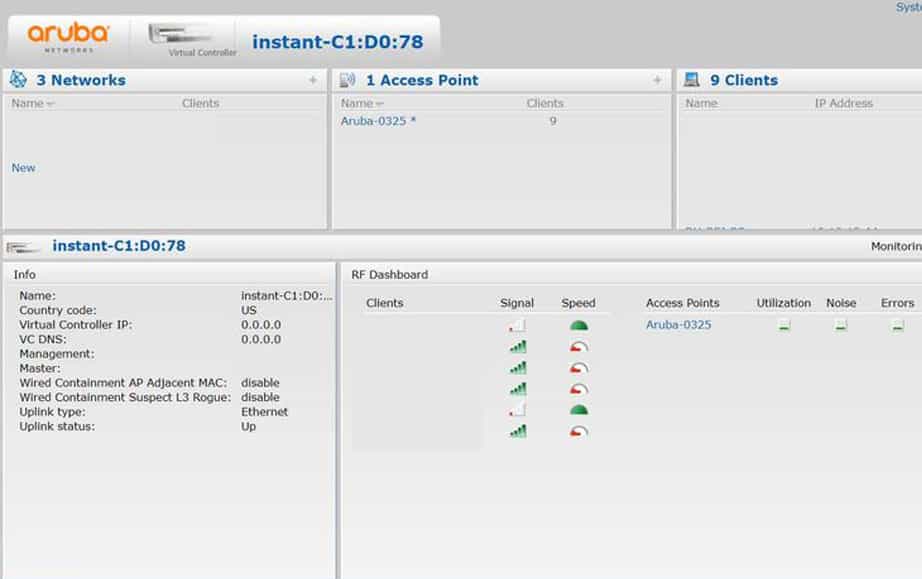 Syst
aruba
NETWORKS
Virtual Controller
instant-C1:D0:78
3 Networks +
Name Clients
New
1 Access Point +
Name Clients
Aruba-0325 * 9
9 Clients
Name IP Address
instant-C1:D0:78
Monitorin
Info
Name: instant-C1:D0:...
Country code: US
Virtual Controller IP: 0.0.0.0
VC DNS: 0.0.0.0
Management:
Master:
Wired Containment AP Adjacent MAC: disable
Wired Containment Suspect L3 Rogue: disable
Uplink type: Ethernet
Uplink status: Up
RF Dashboard
Clients Signal Speed
Access Points Utilization Noise Errors
Aruba-0325